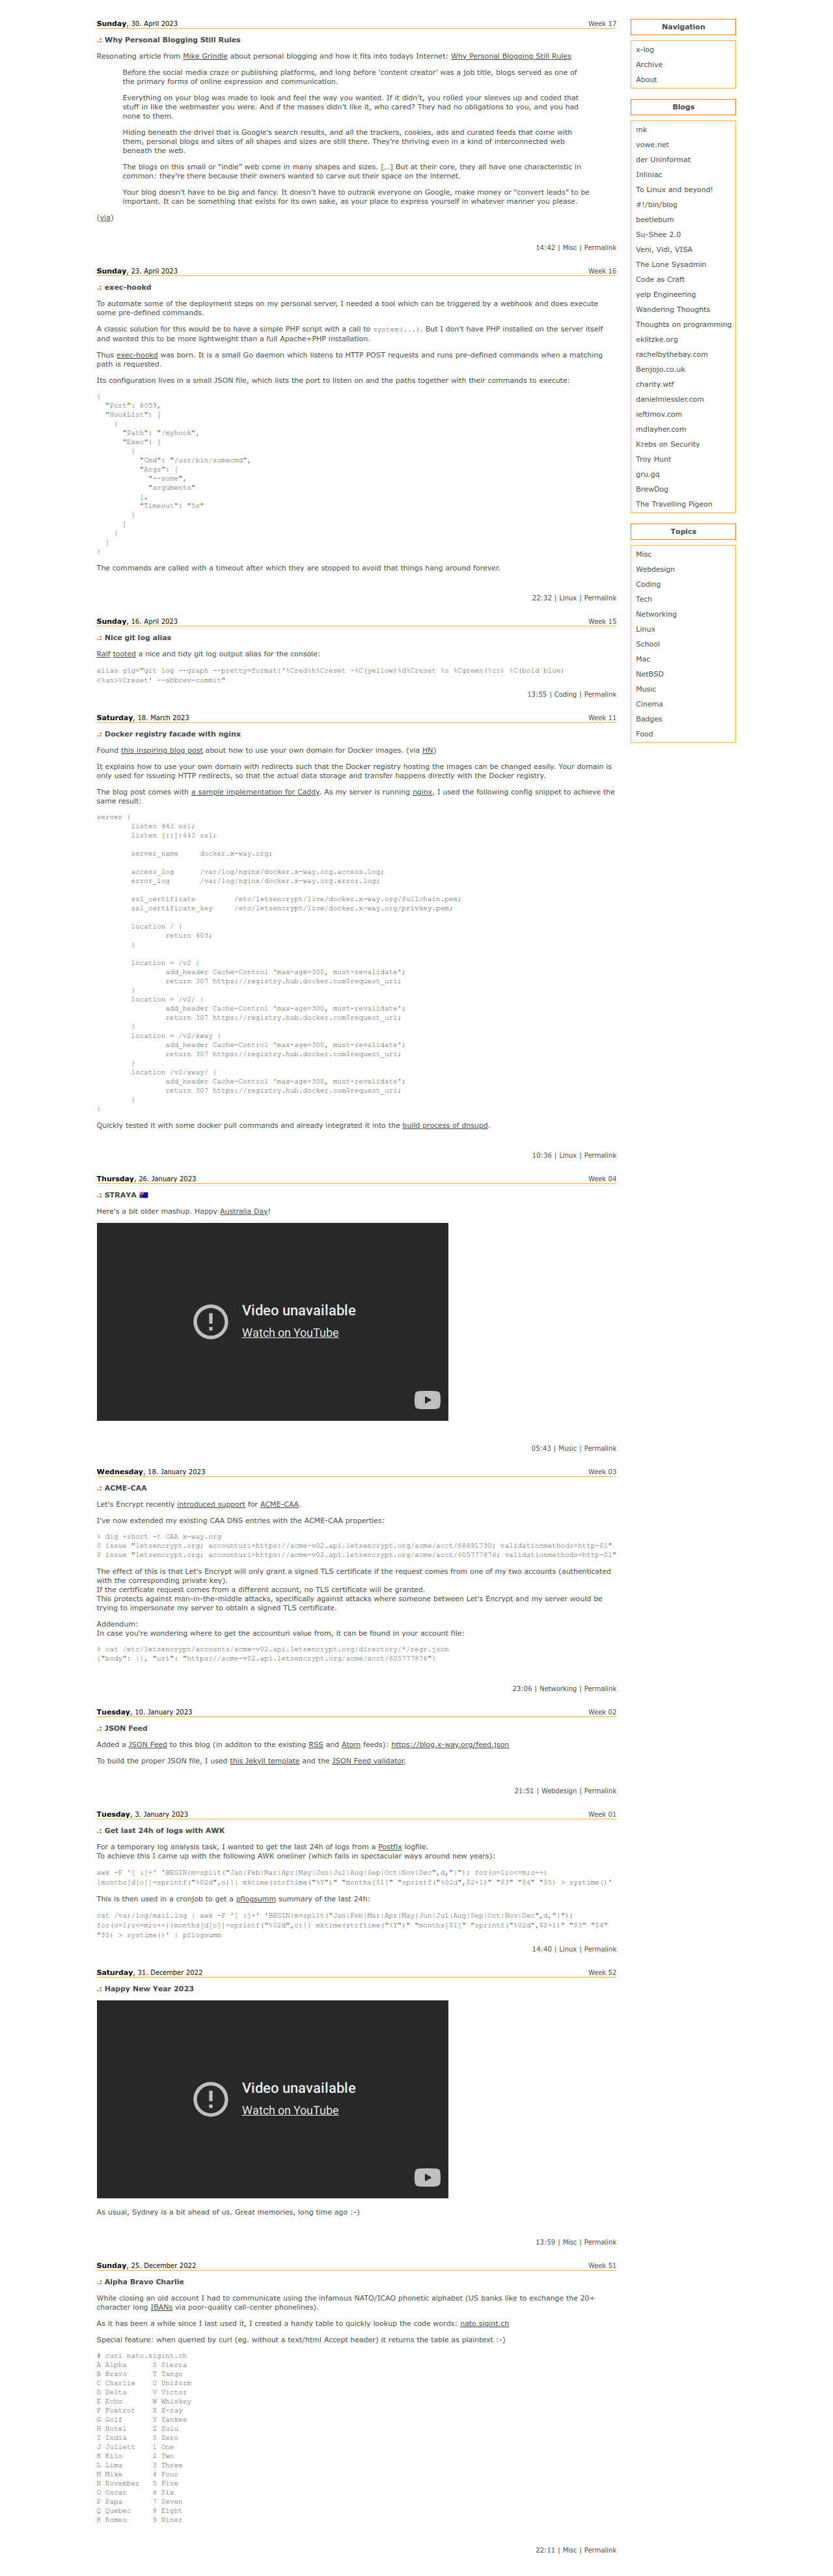 Sunday, 30. April 2023 Week 17
.: Why Personal Blogging Still Rules
Resonating article from Mike Grindle about personal blogging and how it fits into todays Internet: Why Personal Blogging Still Rules
Before the social media craze or publishing platforms, and long before 'content creator' was a job title, blogs served as one of
the primary forms of online expression and communication.
Everything on your blog was made to look and feel the way you wanted. If it didn't, you rolled your sleeves up and coded that
stuff in like the webmaster you were. And if the masses didn't like it, who cared? They had no obligations to you, and you had
none to them.
Hiding beneath the drivel that is Google's search results, and all the trackers, cookies, ads and curated feeds that come with
them, personal blogs and sites of all shapes and sizes are still there. They're thriving even in a kind of interconnected web
beneath the web.
The blogs on this small or "indie" web come in many shapes and sizes. [...] But at their core, they all have one characteristic in
common: they're there because their owners wanted to carve out their space on the internet.
Your blog doesn't have to be big and fancy. It doesn't have to outrank everyone on Google, make money or "convert leads" to be
important. It can be something that exists for its own sake, as your place to express yourself in whatever manner you please.
(via)
14:42 | Misc | Permalink
Sunday, 23. April 2023 Week 16
.: exec-hookd
To automate some of the deployment steps on my personal server, I needed a tool which can be triggered by a webhook and does execute
some pre-defined commands.
A classic solution for this would be to have a simple PHP script with a call to system(...). But I don't have PHP installed on the server itself
and wanted this to be more lightweight than a full Apache+PHP installation.
Thus exec-hookd was born. It is a small Go daemon which listens to HTTP POST requests and runs pre-defined commands when a matching
path is requested.
Its configuration lives in a small JSON file, which lists the port to listen on and the paths together with their commands to execute:
{
"Port": 8059,
"HookList": [
{
"Path": "/myhook",
"Exec": [
{
"Cmd": "/usr/bin/somecmd",
"Args": [
"--some",
"arguments"
],
"Timeout": "5s"
}
]
}
]
}
The commands are called with a timeout after which they are stopped to avoid that things hang around forever.
22:32 | Linux | Permalink
Sunday, 16. April 2023 Week 15
.: Nice git log alias
Ralf tooted a nice and tidy git log output alias for the console:
alias glg="git log --graph --pretty=format:'%Cred%h%Creset -%C(yellow)%d%Creset %s %Cgreen(%cr) %C(bold blue)
<%an>%Creset' --abbrev-commit"
13:55 | Coding | Permalink
Saturday, 18. March 2023 Week 11
.: Docker registry facade with nginx
Found this inspiring blog post about how to use your own domain for Docker images. (via HN)
It explains how to use your own domain with redirects such that the Docker registry hosting the images can be changed easily. Your domain is
only used for issueing HTTP redirects, so that the actual data storage and transfer happens directly with the Docker registry.
The blog post comes with a sample implementation for Caddy. As my server is running nginx, I used the following config snippet to achieve the
same result:
server {
listen 443 ssl;
listen [::]:443 ssl;
server_name docker.x-way.org;
access_log /var/log/nginx/docker.x-way.org.access.log;
error_log /var/log/nginx/docker.x-way.org.error.log;
ssl_certificate /etc/letsencrypt/live/docker.x-way.org/fullchain.pem;
ssl_certificate_key /etc/letsencrypt/live/docker.x-way.org/privkey.pem;
location / {
return 403;
}
location = /v2 {
add_header Cache-Control 'max-age=300, must-revalidate';
return 307 https://registry.hub.docker.com$request_uri;
}
location = /v2/ {
add_header Cache-Control 'max-age=300, must-revalidate';
return 307 https://registry.hub.docker.com$request_uri;
}
location = /v2/xway {
add_header Cache-Control 'max-age=300, must-revalidate';
return 307 https://registry.hub.docker.com$request_uri;
}
location /v2/xway/ {
add_header Cache-Control 'max-age=300, must-revalidate';
return 307 https://registry.hub.docker.com$request_uri;
}
}
Quickly tested it with some docker pull commands and already integrated it into the build process of dnsupd.
10:36 | Linux | Permalink
Thursday, 26. January 2023 Week 04
.: STRAYA 🇦🇺
Here's a bit older mashup. Happy Australia Day!
Video unavailable
Watch on YouTube
05:43 | Music | Permalink
Wednesday, 18. January 2023 Week 03
.: ACME-CAA
Let's Encrypt recently introduced support for ACME-CAA.
I've now extended my existing CAA DNS entries with the ACME-CAA properties:
% dig +short -t CAA x-way.org
0 issue "letsencrypt.org; accounturi=https://acme-v02.api.letsencrypt.org/acme/acct/68891730; validationmethods=http-01"
0 issue "letsencrypt.org; accounturi=https://acme-v02.api.letsencrypt.org/acme/acct/605777876; validationmethods=http-01"
The effect of this is that Let's Encrypt will only grant a signed TLS certificate if the request comes from one of my two accounts (authenticated
with the corresponding private key).
If the certificate request comes from a different account, no TLS certificate will be granted.
This protects against man-in-the-middle attacks, specifically against attacks where someone between Let's Encrypt and my server would be
trying to impersonate my server to obtain a signed TLS certificate.
Addendum:
In case you're wondering where to get the accounturi value from, it can be found in your account file:
% cat /etc/letsencrypt/accounts/acme-v02.api.letsencrypt.org/directory/*/regr.json
{"body": {}, "uri": "https://acme-v02.api.letsencrypt.org/acme/acct/605777876"}
23:06 | Networking | Permalink
Tuesday, 10. January 2023 Week 02
.: JSON Feed
Added a JSON Feed to this blog (in additon to the existing RSS and Atom feeds): https://blog.x-way.org/feed.json
To build the proper JSON file, I used this Jekyll template and the JSON Feed validator.
21:51 | Webdesign | Permalink
Tuesday, 3. January 2023 Week 01
.: Get last 24h of logs with AWK
For a temporary log analysis task, I wanted to get the last 24h of logs from a Postfix logfile.
To achieve this I came up with the following AWK oneliner (which fails in spectacular ways around new years):
awk -F '[ :]+' 'BEGIN{m=split("Jan|Feb|Mar|Apr|May|Jun|Jul|Aug|Sep|Oct|Nov|Dec",d,"|"); for(o=1;o<=m;o++)
{months[d[o]]=sprintf("%02d",o)}} mktime(strftime("%Y")" "months[$1]" "sprintf("%02d",$2+1)" "$3" "$4" "$5) > systime()'
This is then used in a cronjob to get a pflogsumm summary of the last 24h:
cat /var/log/mail.log | awk -F '[ :]+' 'BEGIN{m=split("Jan|Feb|Mar|Apr|May|Jun|Jul|Aug|Sep|Oct|Nov|Dec",d,"|");
for(o=1;o<=m;o++){months[d[o]]=sprintf("%02d",o)}} mktime(strftime("%Y")" "months[$1]" "sprintf("%02d",$2+1)" "$3" "$4"
"$5) > systime()' | pflogsumm
14:40 | Linux | Permalink
Saturday, 31. December 2022 Week 52
.: Happy New Year 2023
Video unavailable
Watch on YouTube
As usual, Sydney is a bit ahead of us. Great memories, long time ago :-)
13:59 | Misc | Permalink
Sunday, 25. December 2022 Week 51
.: Alpha Bravo Charlie
While closing an old account I had to communicate using the infamous NATO/ICAO phonetic alphabet (US banks like to exchange the 20+
character long IBANs via poor-quality call-center phonelines).
As it has been a while since I last used it, I created a handy table to quickly lookup the code words: nato.sigint.ch
Special feature: when queried by curl (eg. without a text/html Accept header) it returns the table as plaintext :-)
# curl nato.sigint.ch
A Alpha S Sierra
B Bravo T Tango
C Charlie U Uniform
D Delta V Victor
E Echo W Whiskey
F Foxtrot X X-ray
G Golf Y Yankee
H Hotel Z Zulu
I India 0 Zero
J Juliett 1 One
K Kilo 2 Two
L Lima 3 Three
M Mike 4 Four
N November 5 Five
O Oscar 6 Six
P Papa 7 Seven
Q Quebec 8 Eight
R Romeo 9 Niner
22:11 | Misc | Permalink
Navigation
x-log
Archive
About
Blogs
mk
vowe.net
der Uninformat
Inliniac
To Linux and beyond!
#!/bin/blog
beetlebum
Su-Shee 2.0
Veni, Vidi, VISA
The Lone Sysadmin
Code as Craft
yelp Engineering
Wandering Thoughts
Thoughts on programming
eklitzke.org
rachelbythebay.com
Benjojo.co.uk
charity.wtf
danielmiessler.com
ieftimov.com
mdlayher.com
Krebs on Security
Troy Hunt
gru.gq
BrewDog
The Travelling Pigeon
Topics
Misc
Webdesign
Coding
Tech
Networking
Linux
School
Mac
NetBSD
Music
Cinema
Badges
Food